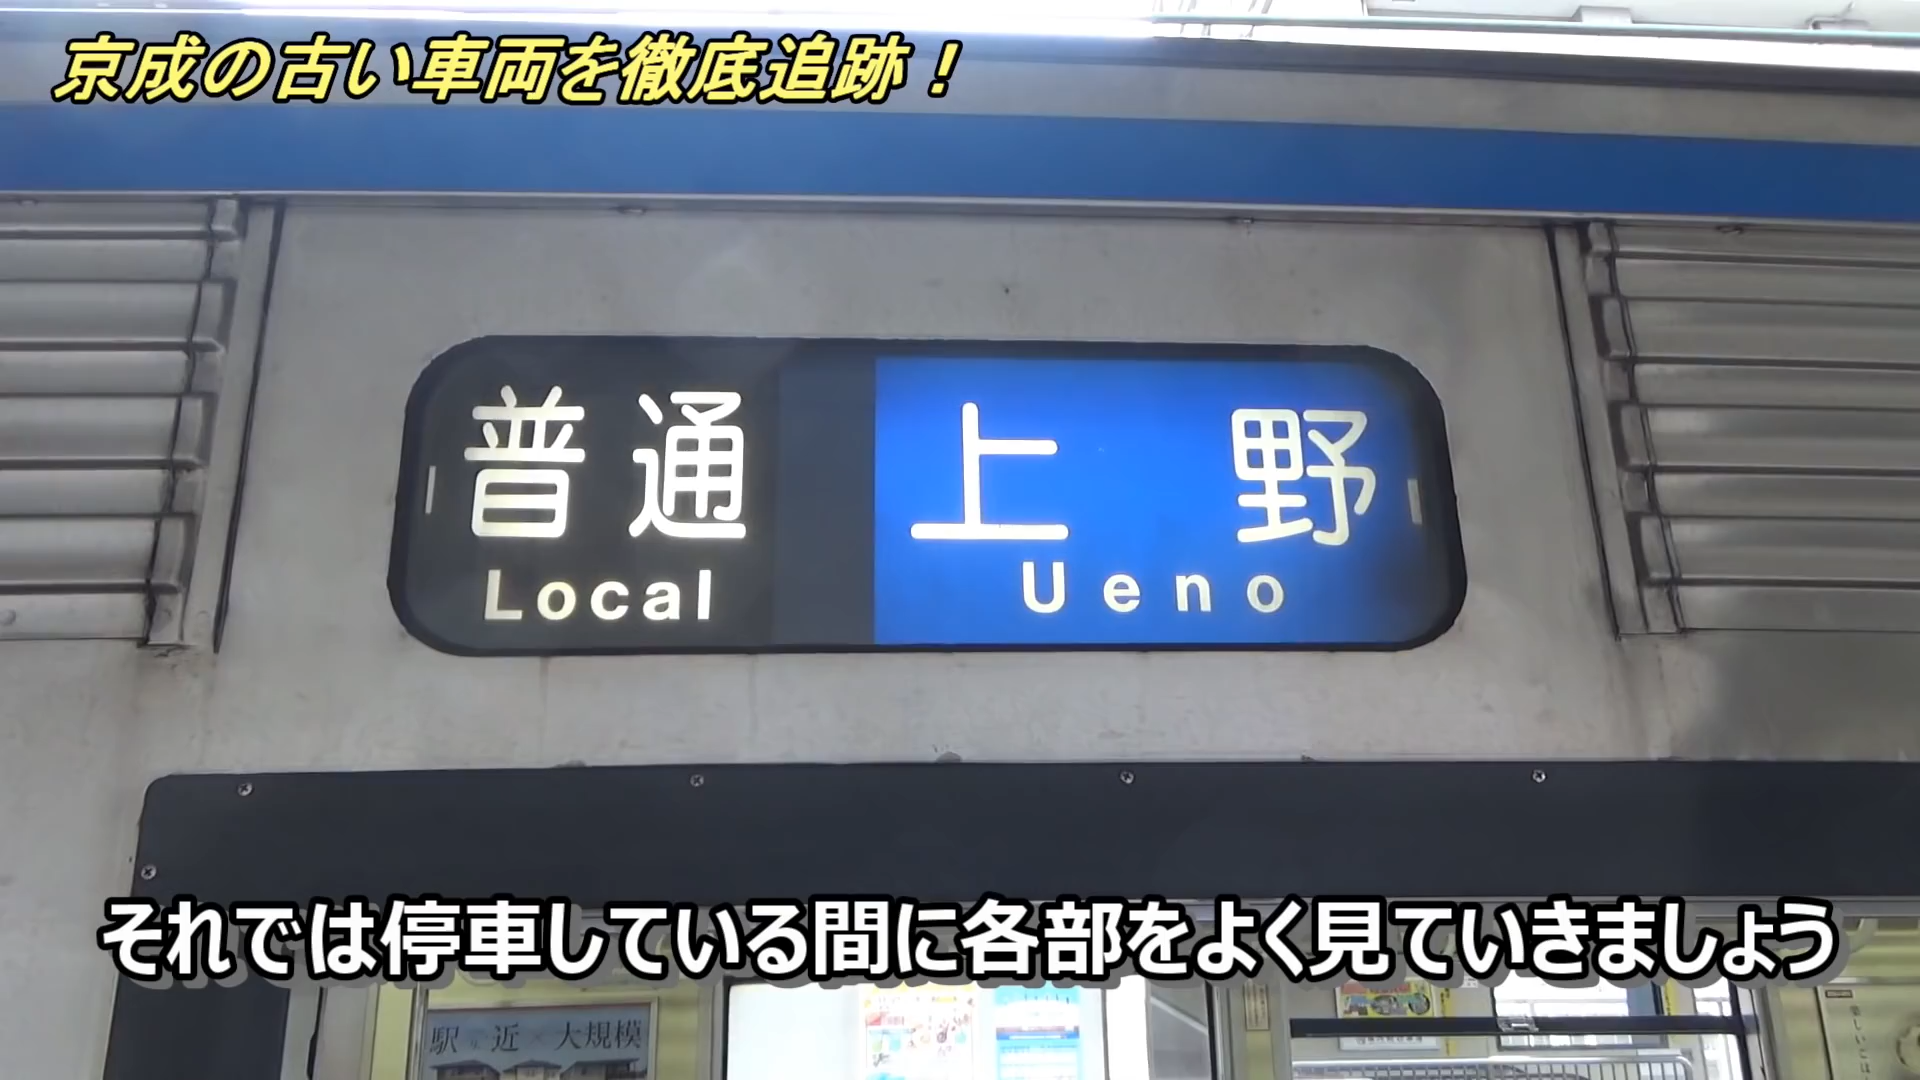 京成の古い車両を徹底追跡！
普通 上野
Local Ueno
それでは停車している間に各部をよく見ていきましょう
駅 近 × 大規模